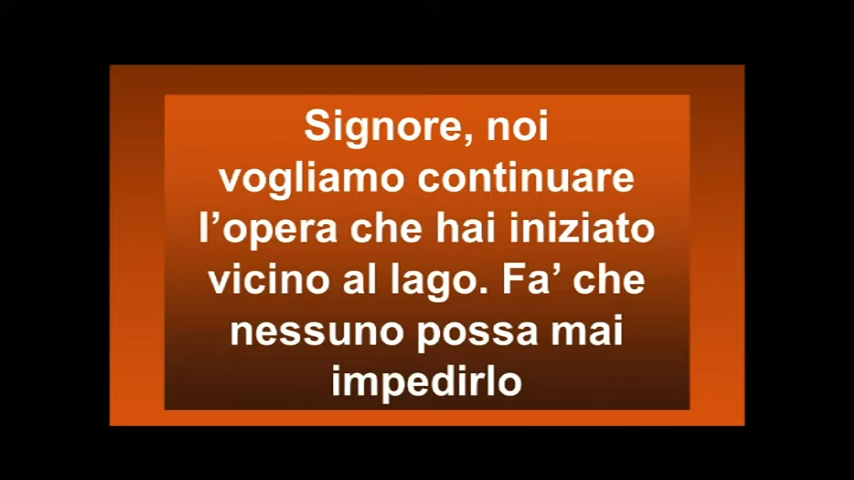 Signore, noi
vogliamo continuare
l’opera che hai iniziato
vicino al lago. Fa’ che
nessuno possa mai
impedirlo